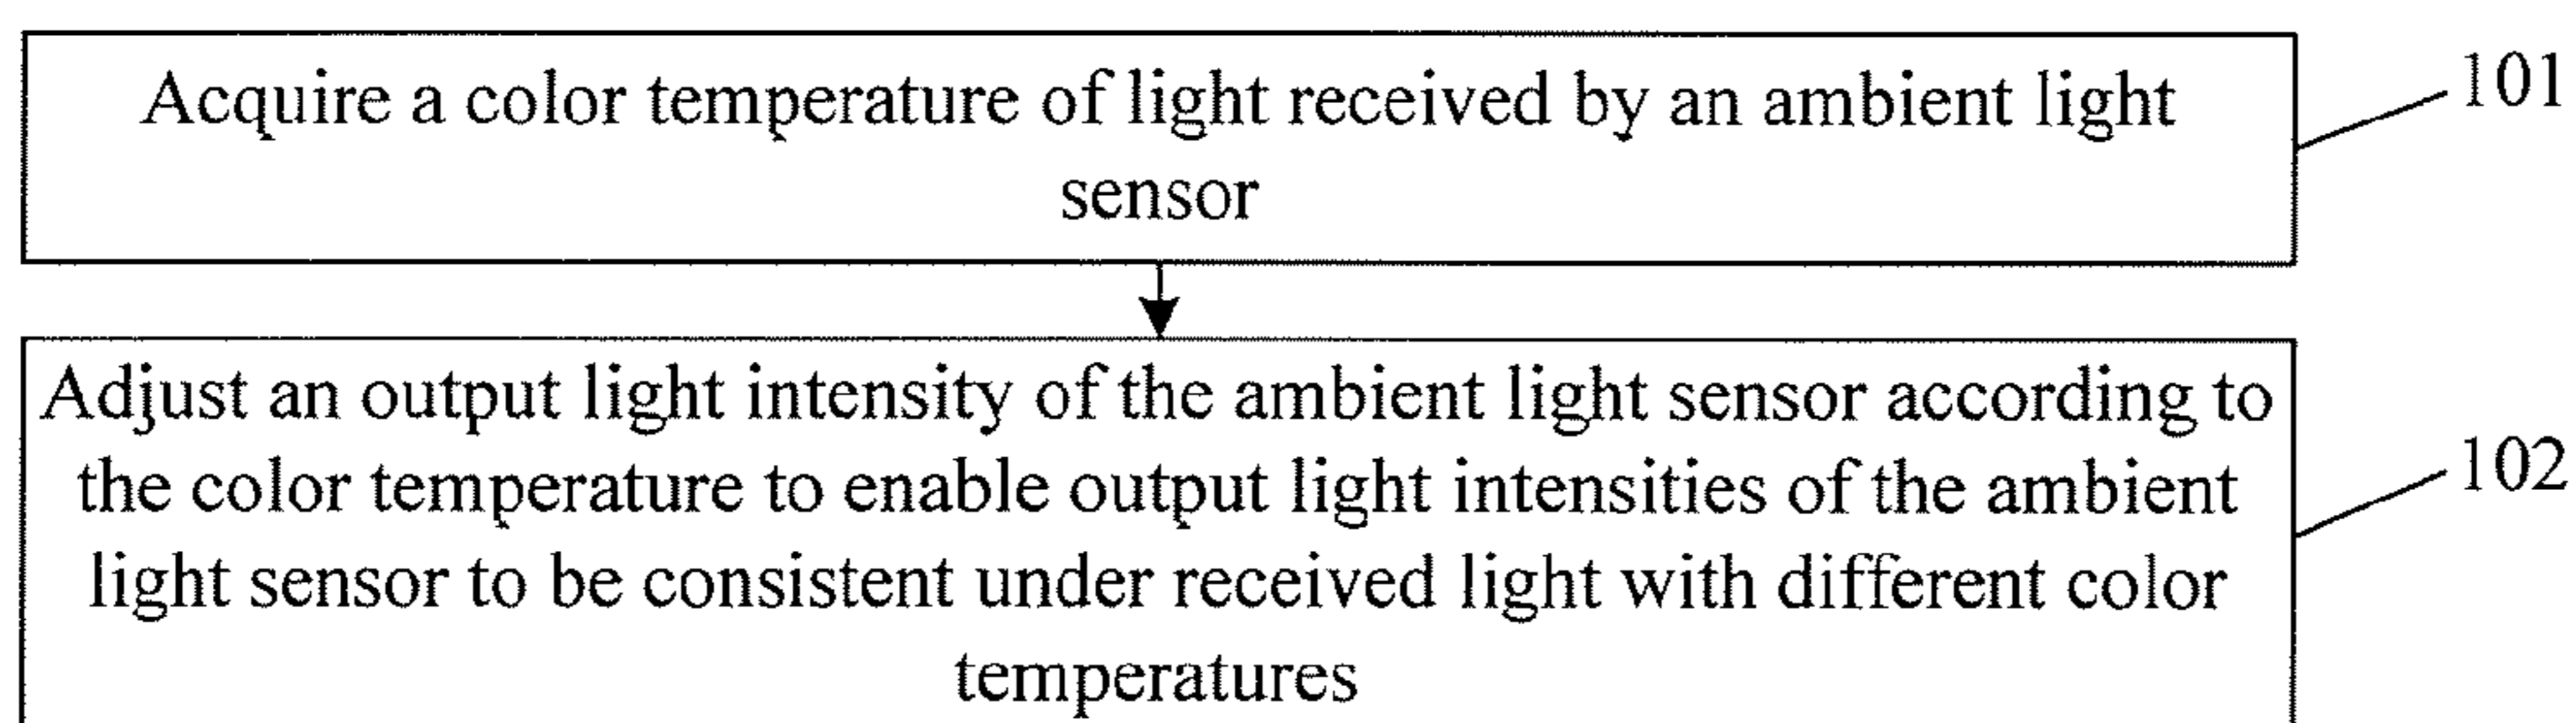 Acquire a color temperature of light received by an ambient light
sensor
101
Adjust an output light intensity of the ambient light sensor according to
the color temperature to enable output light intensities of the ambient
light sensor to be consistent under received light with different color
temperatures
102